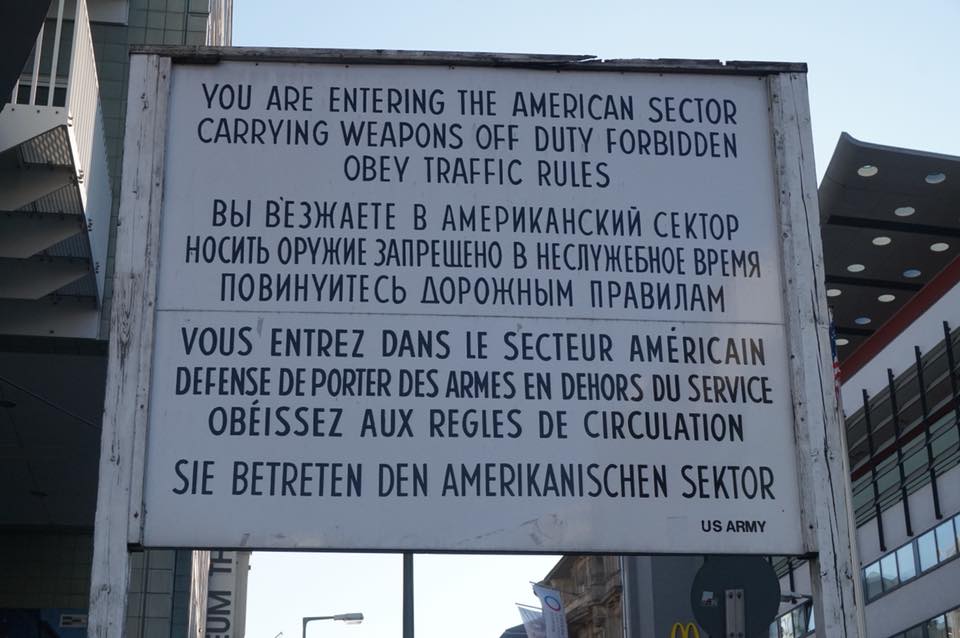 YOU ARE ENTERING THE AMERICAN SECTOR
CARRYING WEAPONS OFF DUTY FORBIDDEN
OBEY TRAFFIC RULES
ВЫ ВЪЕЗЖАЕТЕ В АМЕРИКАНСКИЙ СЕКТОР
НОСИТЬ ОРУЖИЕ ЗАПРЕЩЕНО В НЕСЛУЖЕБНОЕ ВРЕМЯ
ПОВИНУИТЕСЬ ДОРОЖНЫМ ПРАВИЛАМ
VOUS ENTREZ DANS LE SECTEUR AMÉRICAIN
DEFENSE DE PORTER DES ARMES EN DEHORS DU SERVICE
OBÉISSEZ AUX REGLES DE CIRCULATION
SIE BETRETEN DEN AMERIKANISCHEN SEKTOR
US ARMY